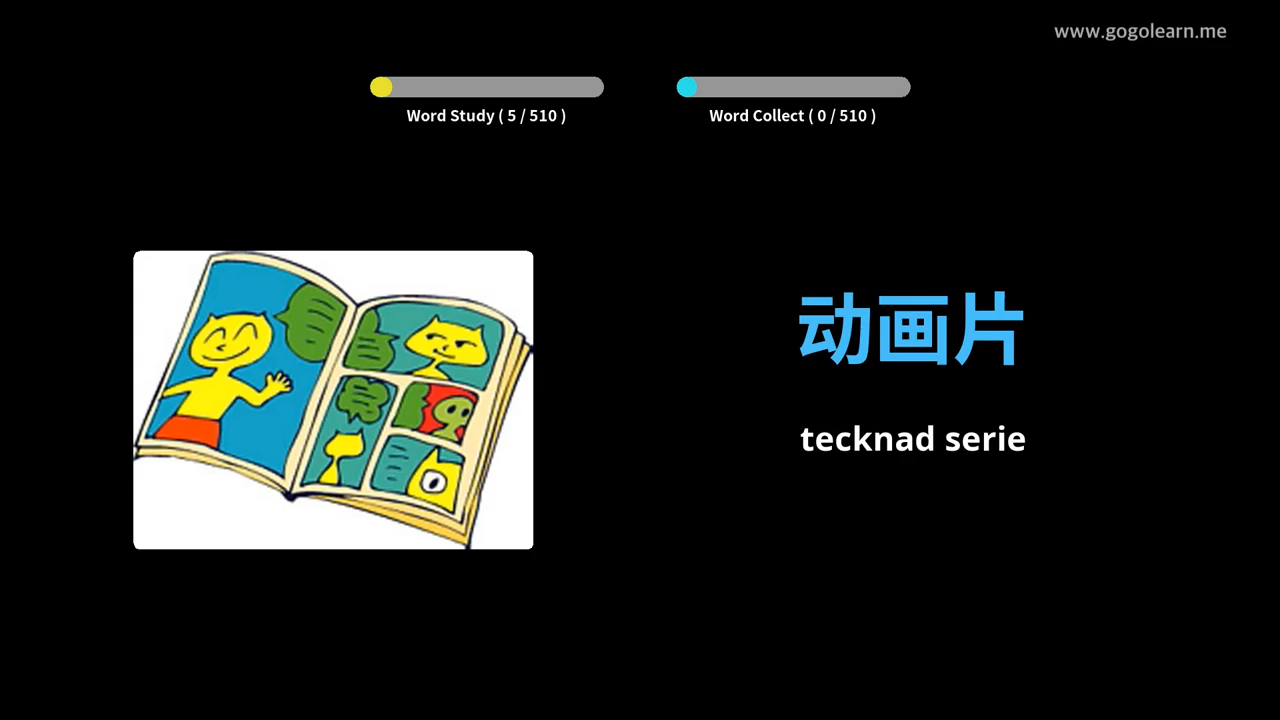 www.gogolearn.me
Word Study ( 5 / 510 )
Word Collect ( 0 / 510 )
动画片
tecknad serie